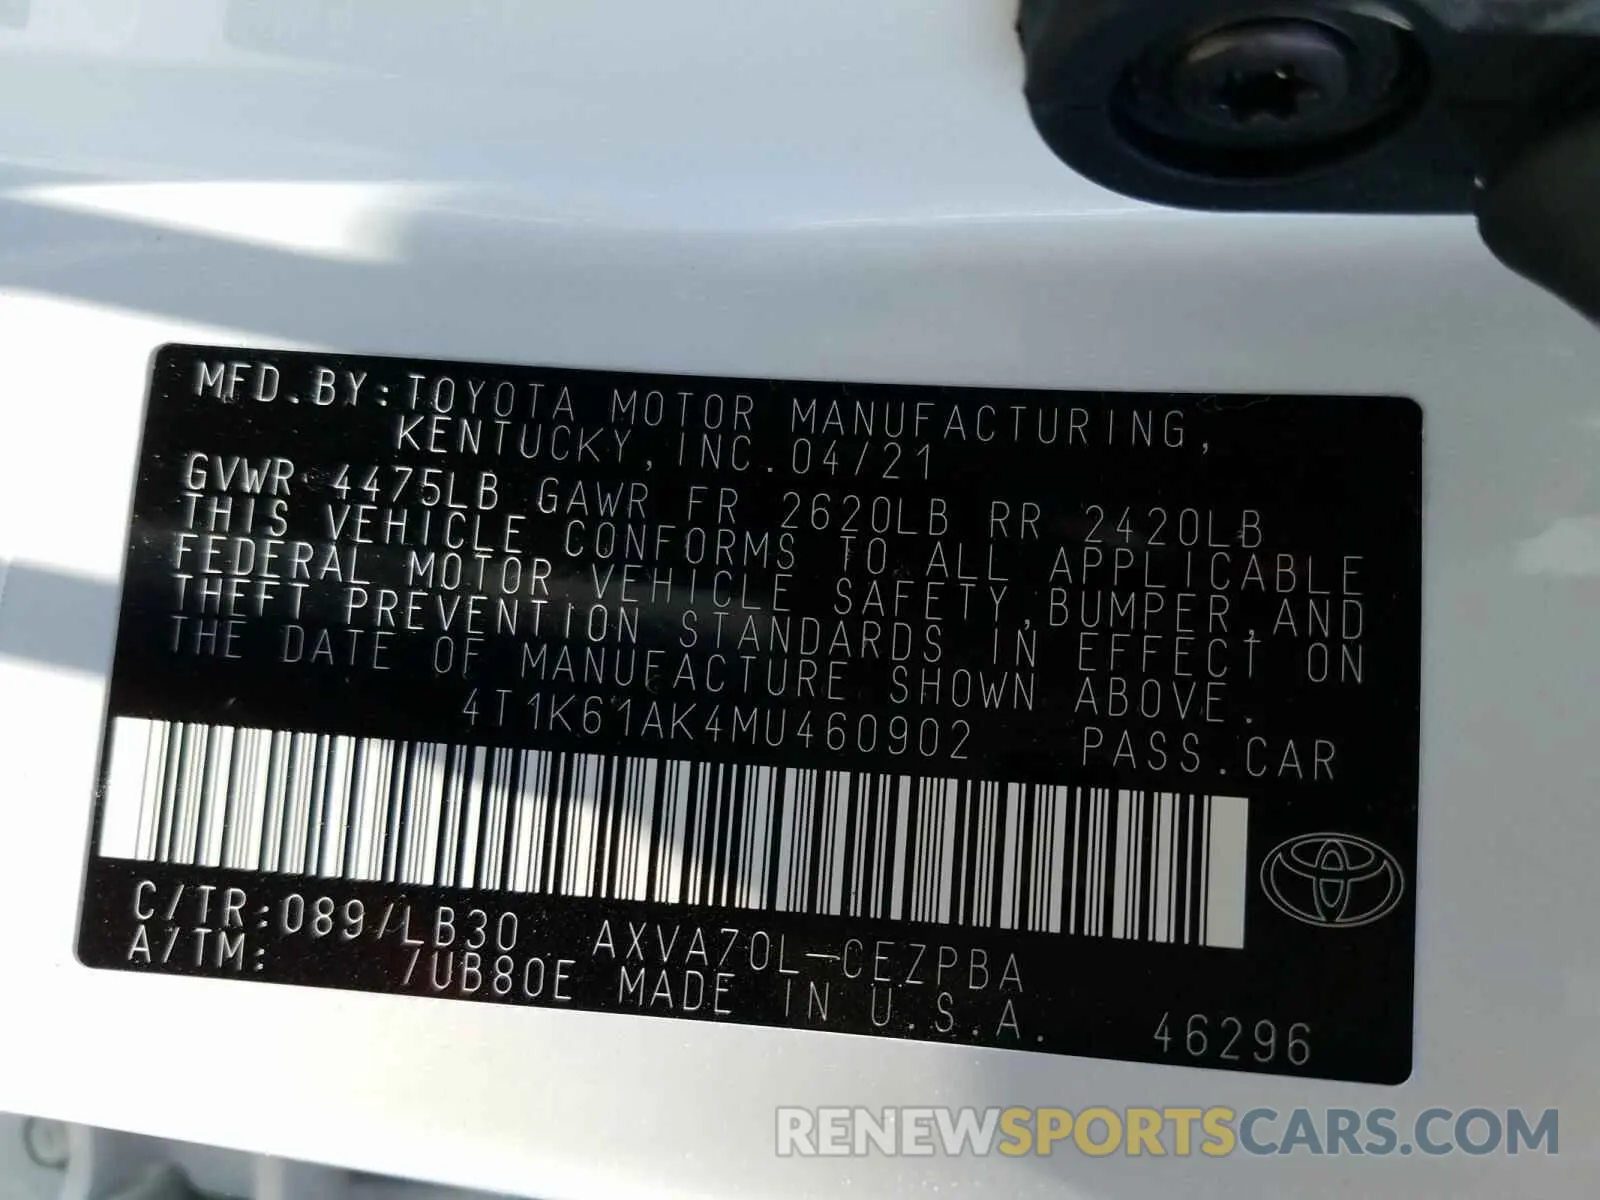 MFD.BY:TOYOTA MOTOR MANUFACTURING,
KENTUCKY,INC.04/21
GVWR 4475LB GAWR FR 2620LB RR 2420LB
THIS VEHICLE CONFORMS TO ALL APPLICABLE
FEDERAL MOTOR VEHICLE SAFETY,BUMPER,AND
THEFT PREVENTION STANDARDS IN EFFECT ON
THE DATE OF MANUFACTURE SHOWN ABOVE.
4T1K61AK4MU460902 PASS.CAR
C/TR:089/LB30 AXVA70L-CEZPBA
A/TM: 7UB80E MADE IN U.S.A.
46296
RENEWSPORTSCARS.COM